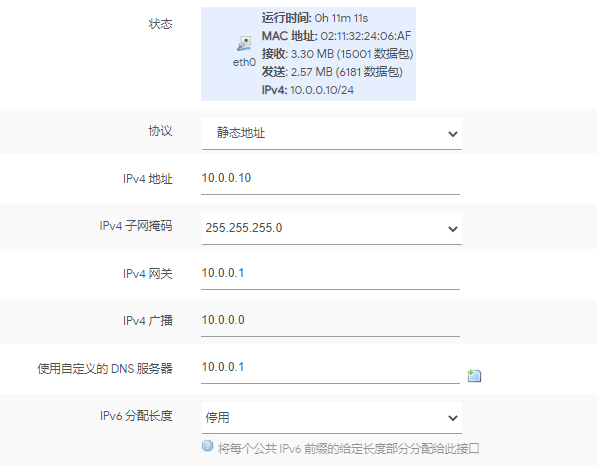 状态
运行时间: 0h 11m 11s
MAC 地址: 02:11:32:24:06:AF
接收: 3.30 MB (15001 数据包)
发送: 2.57 MB (6181 数据包)
IPv4: 10.0.0.10/24
eth0
协议
静态地址
IPv4 地址
10.0.0.10
IPv4 子网掩码
255.255.255.0
IPv4 网关
10.0.0.1
IPv4 广播
10.0.0.0
使用自定义的 DNS 服务器
10.0.0.1
IPv6 分配长度
停用
将每个公共 IPv6 前缀的给定长度部分分配给此接口